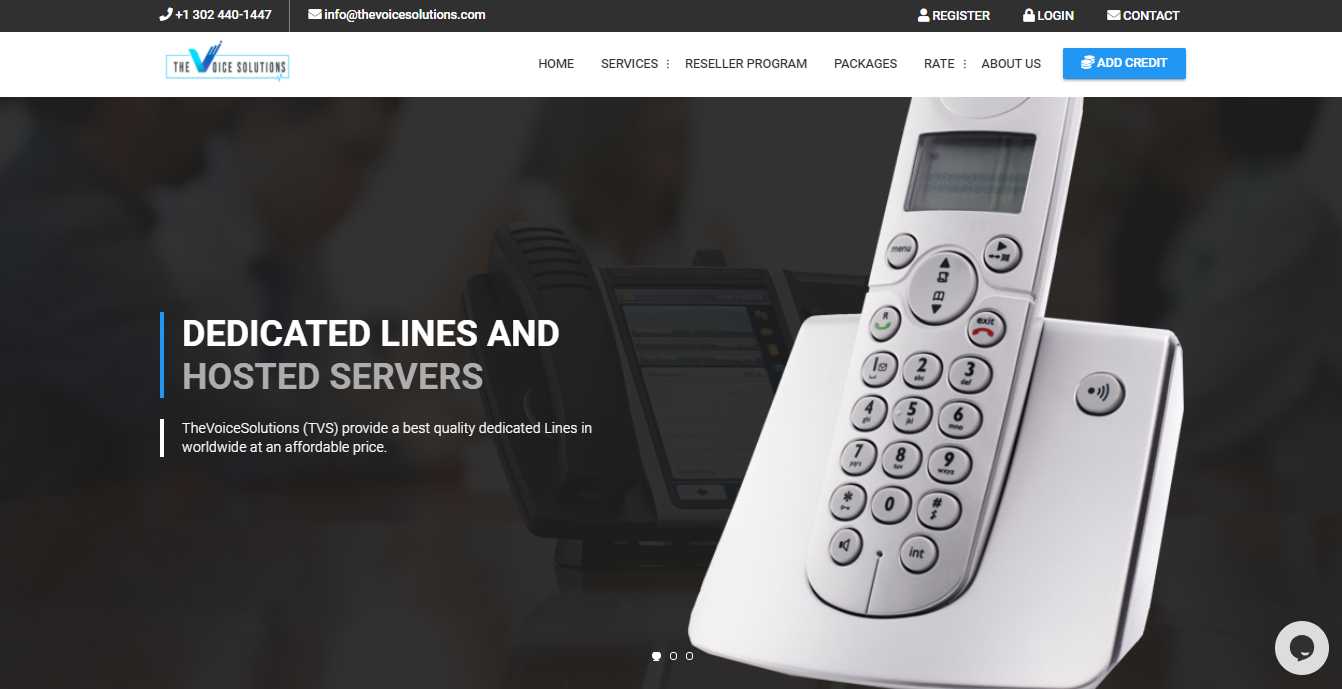 +1 302 440-1447
info@thevoicesolutions.com
REGISTER
LOGIN
CONTACT
THE VOICE SOLUTIONS
HOME
SERVICES
RESELLER PROGRAM
PACKAGES
RATE
ABOUT US
ADD CREDIT
DEDICATED LINES AND
HOSTED SERVERS
TheVoiceSolutions (TVS) provide a best quality dedicated Lines in
worldwide at an affordable price.
menu
R
exit
1
2
abc
3
def
4
ghi
5
jkl
6
mno
7
pqrs
8
tuv
9
wxyz
*
0
#
int